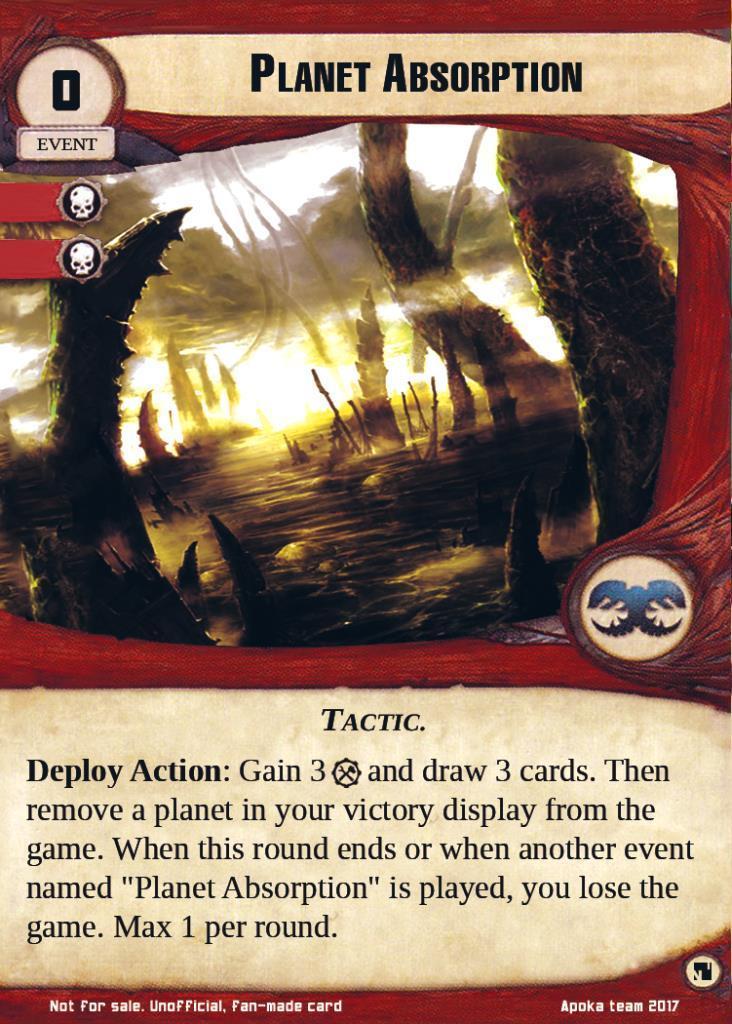 PLANET ABSORPTION
0
EVENT
TACTIC.
Deploy Action: Gain 3 and draw 3 cards. Then
remove a planet in your victory display from the
game. When this round ends or when another event
named "Planet Absorption" is played, you lose the
game. Max 1 per round.
Not for sale. Unofficial, fan-made card
Apoka team 2017